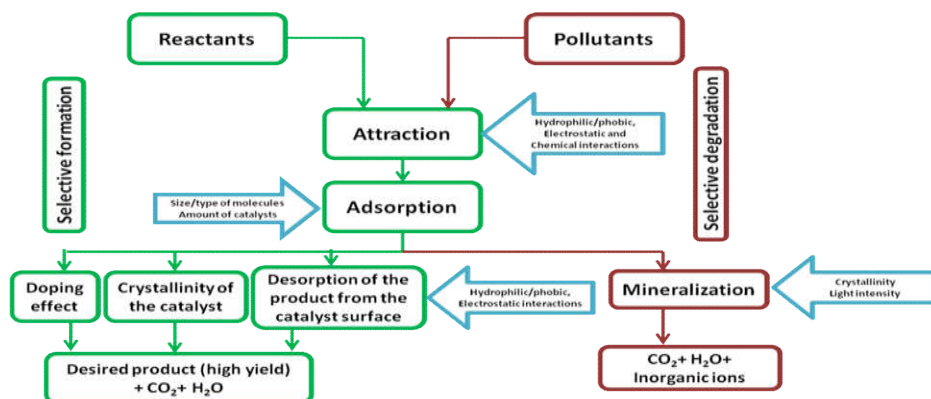 Reactants
Pollutants
Selective formation
Selective degradation
Attraction
Hydrophilic/phobic,
Electrostatic and
Chemical interactions
Size/type of molecules
Amount of catalysts
Adsorption
Doping
effect
Crystallinity of
the catalyst
Desorption of the
product from the
catalyst surface
Hydrophilic/phobic,
Electrostatic interactions
Mineralization
Crystallinity
Light intensity
Desired product (high yield)
+ CO₂+ H₂O
CO₂+ H₂O+
Inorganic ions